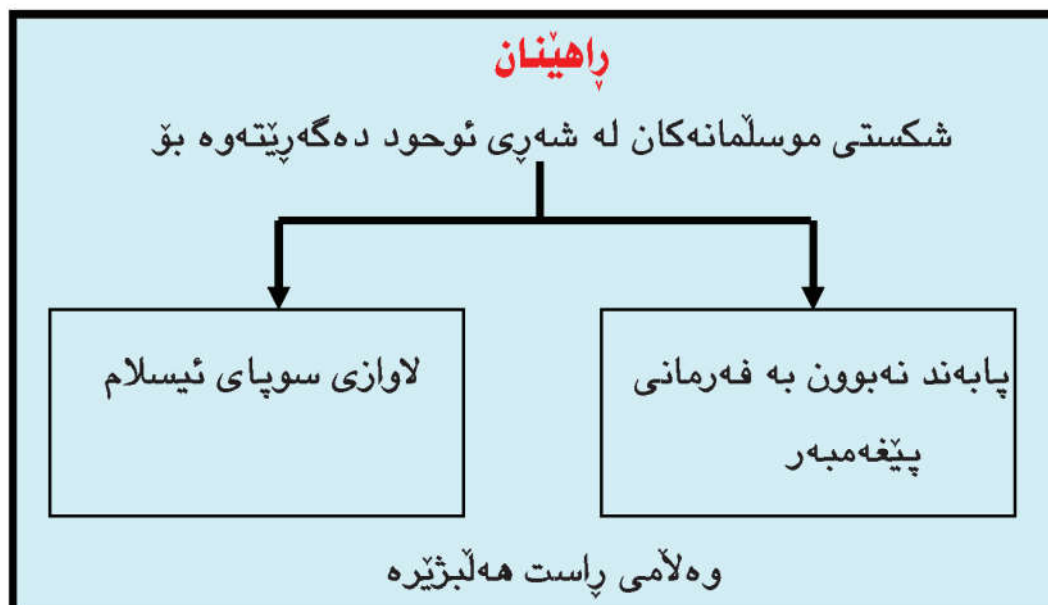 ڕاهێنان
شکستی موسڵمانەکان لە شەڕی ئوحود دەگەڕێتەوە بۆ
پابەند نەبوون بە فەرمانی
پێغەمبەر
لاوازی سوپای ئیسلام
وەڵامی ڕاست هەڵبژێرە